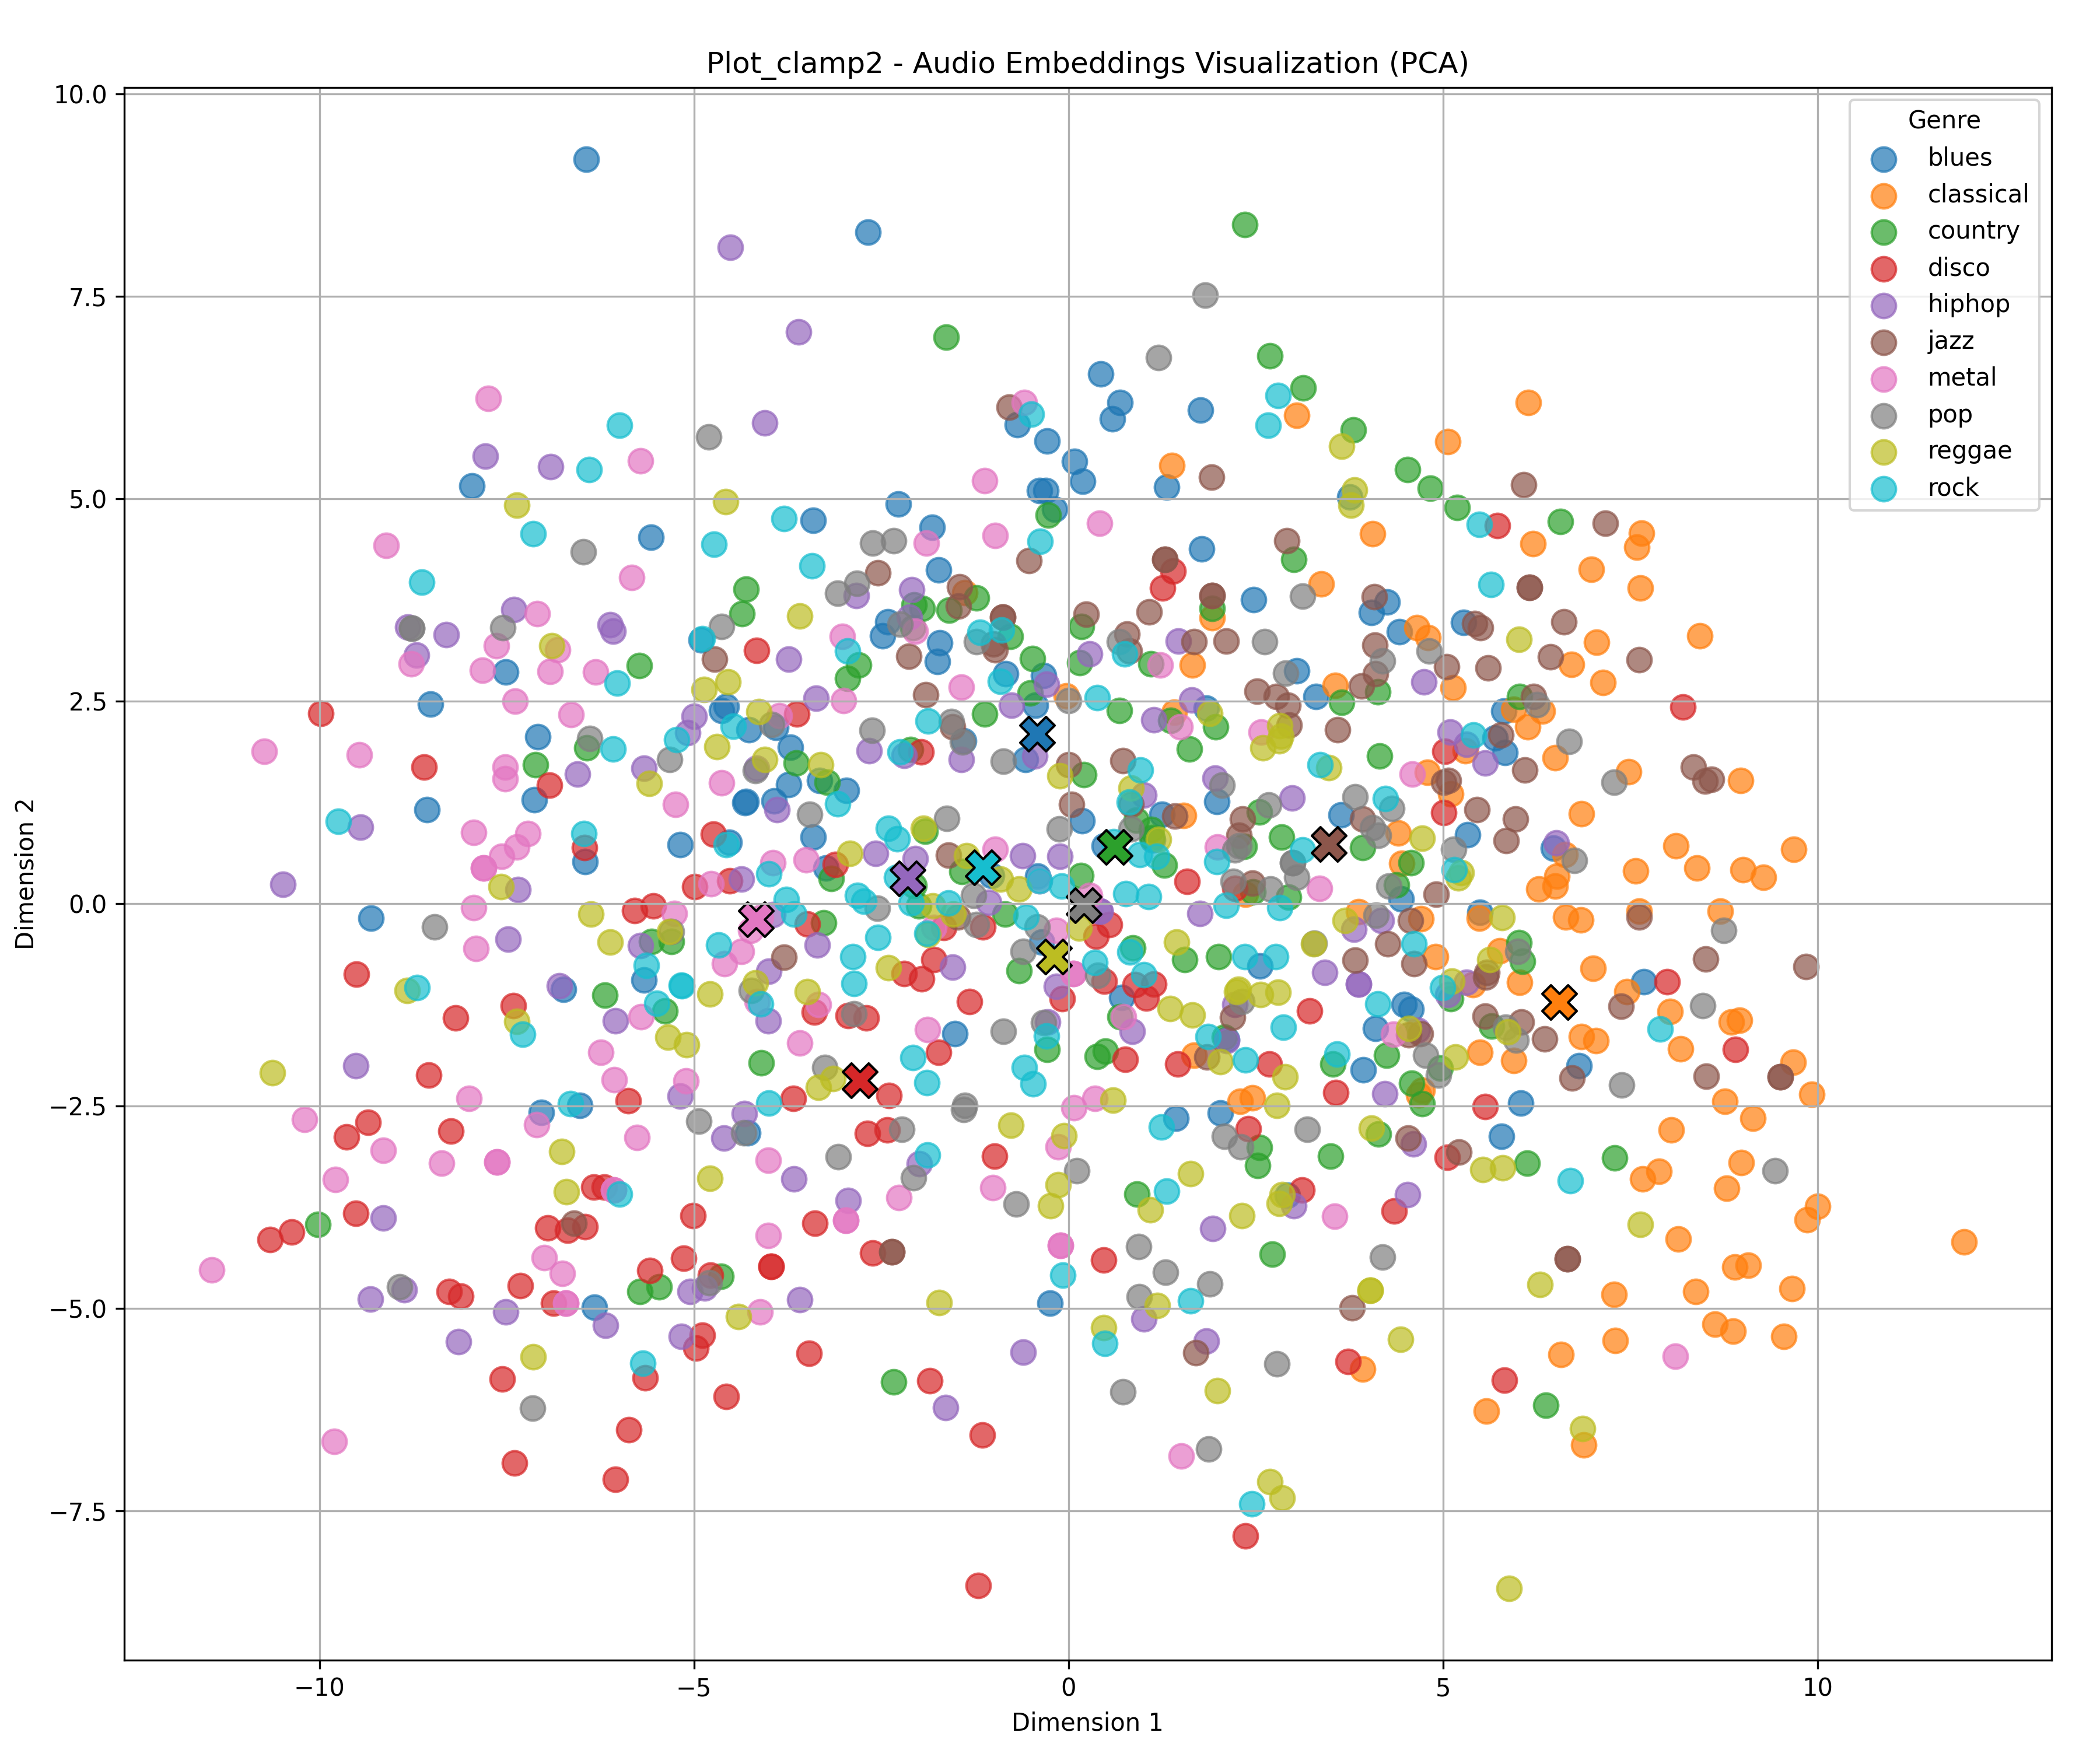 Plot_clamp2 - Audio Embeddings Visualization (PCA)
Genre
blues
classical
country
disco
hiphop
jazz
metal
pop
reggae
rock
Dimension 2
10.0
7.5
5.0
2.5
0.0
−2.5
−5.0
−7.5
−10
−5
0
5
10
Dimension 1